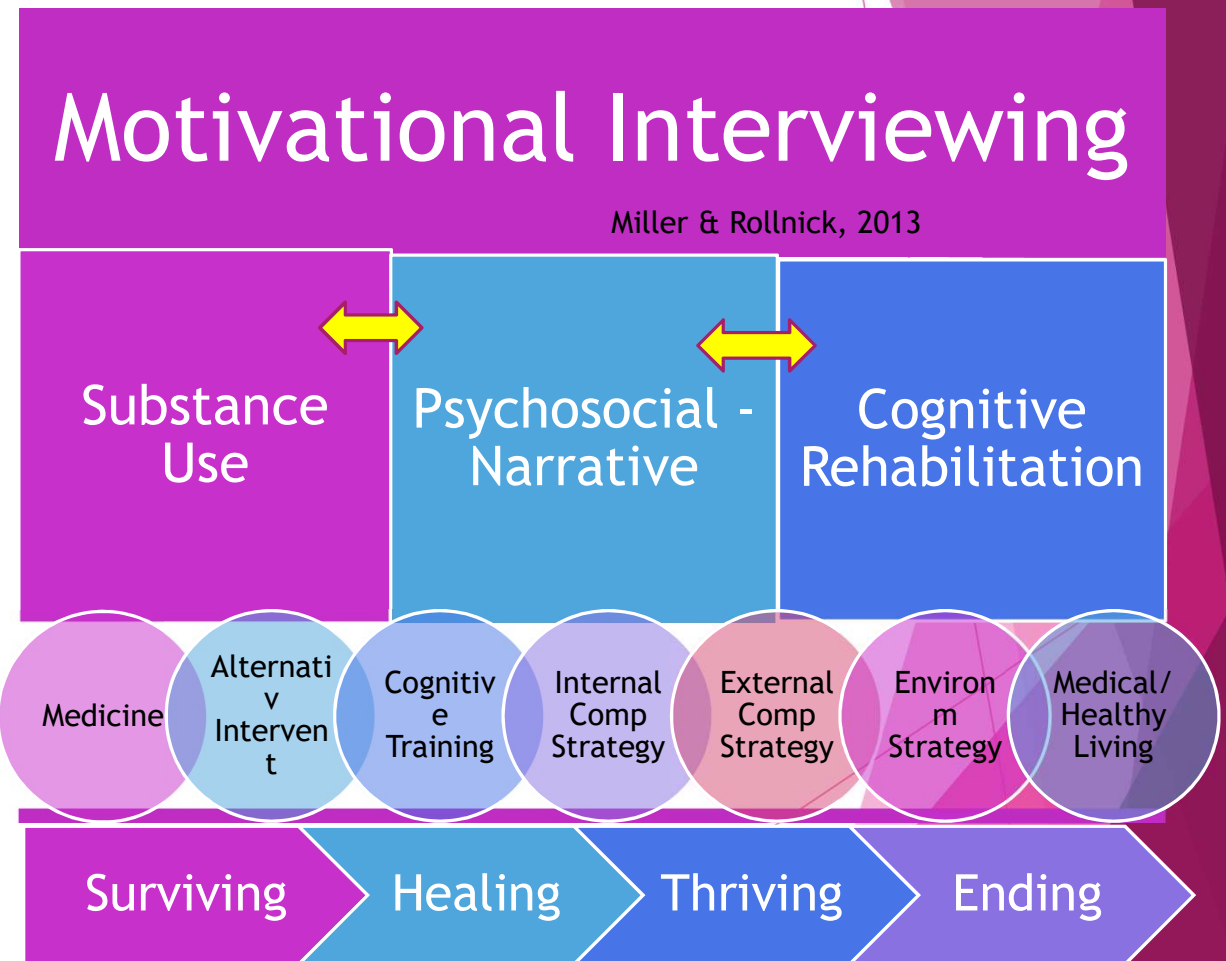 Motivational Interviewing
Miller & Rollnick, 2013
Substance
Use
Psychosocial -
Narrative
Cognitive
Rehabilitation
Medicine
Alternati
v
Interven
t
Cognitiv
e
Training
Internal
Comp
Strategy
External
Comp
Strategy
Environ
m
Strategy
Medical/
Healthy
Living
Surviving
Healing
Thriving
Ending